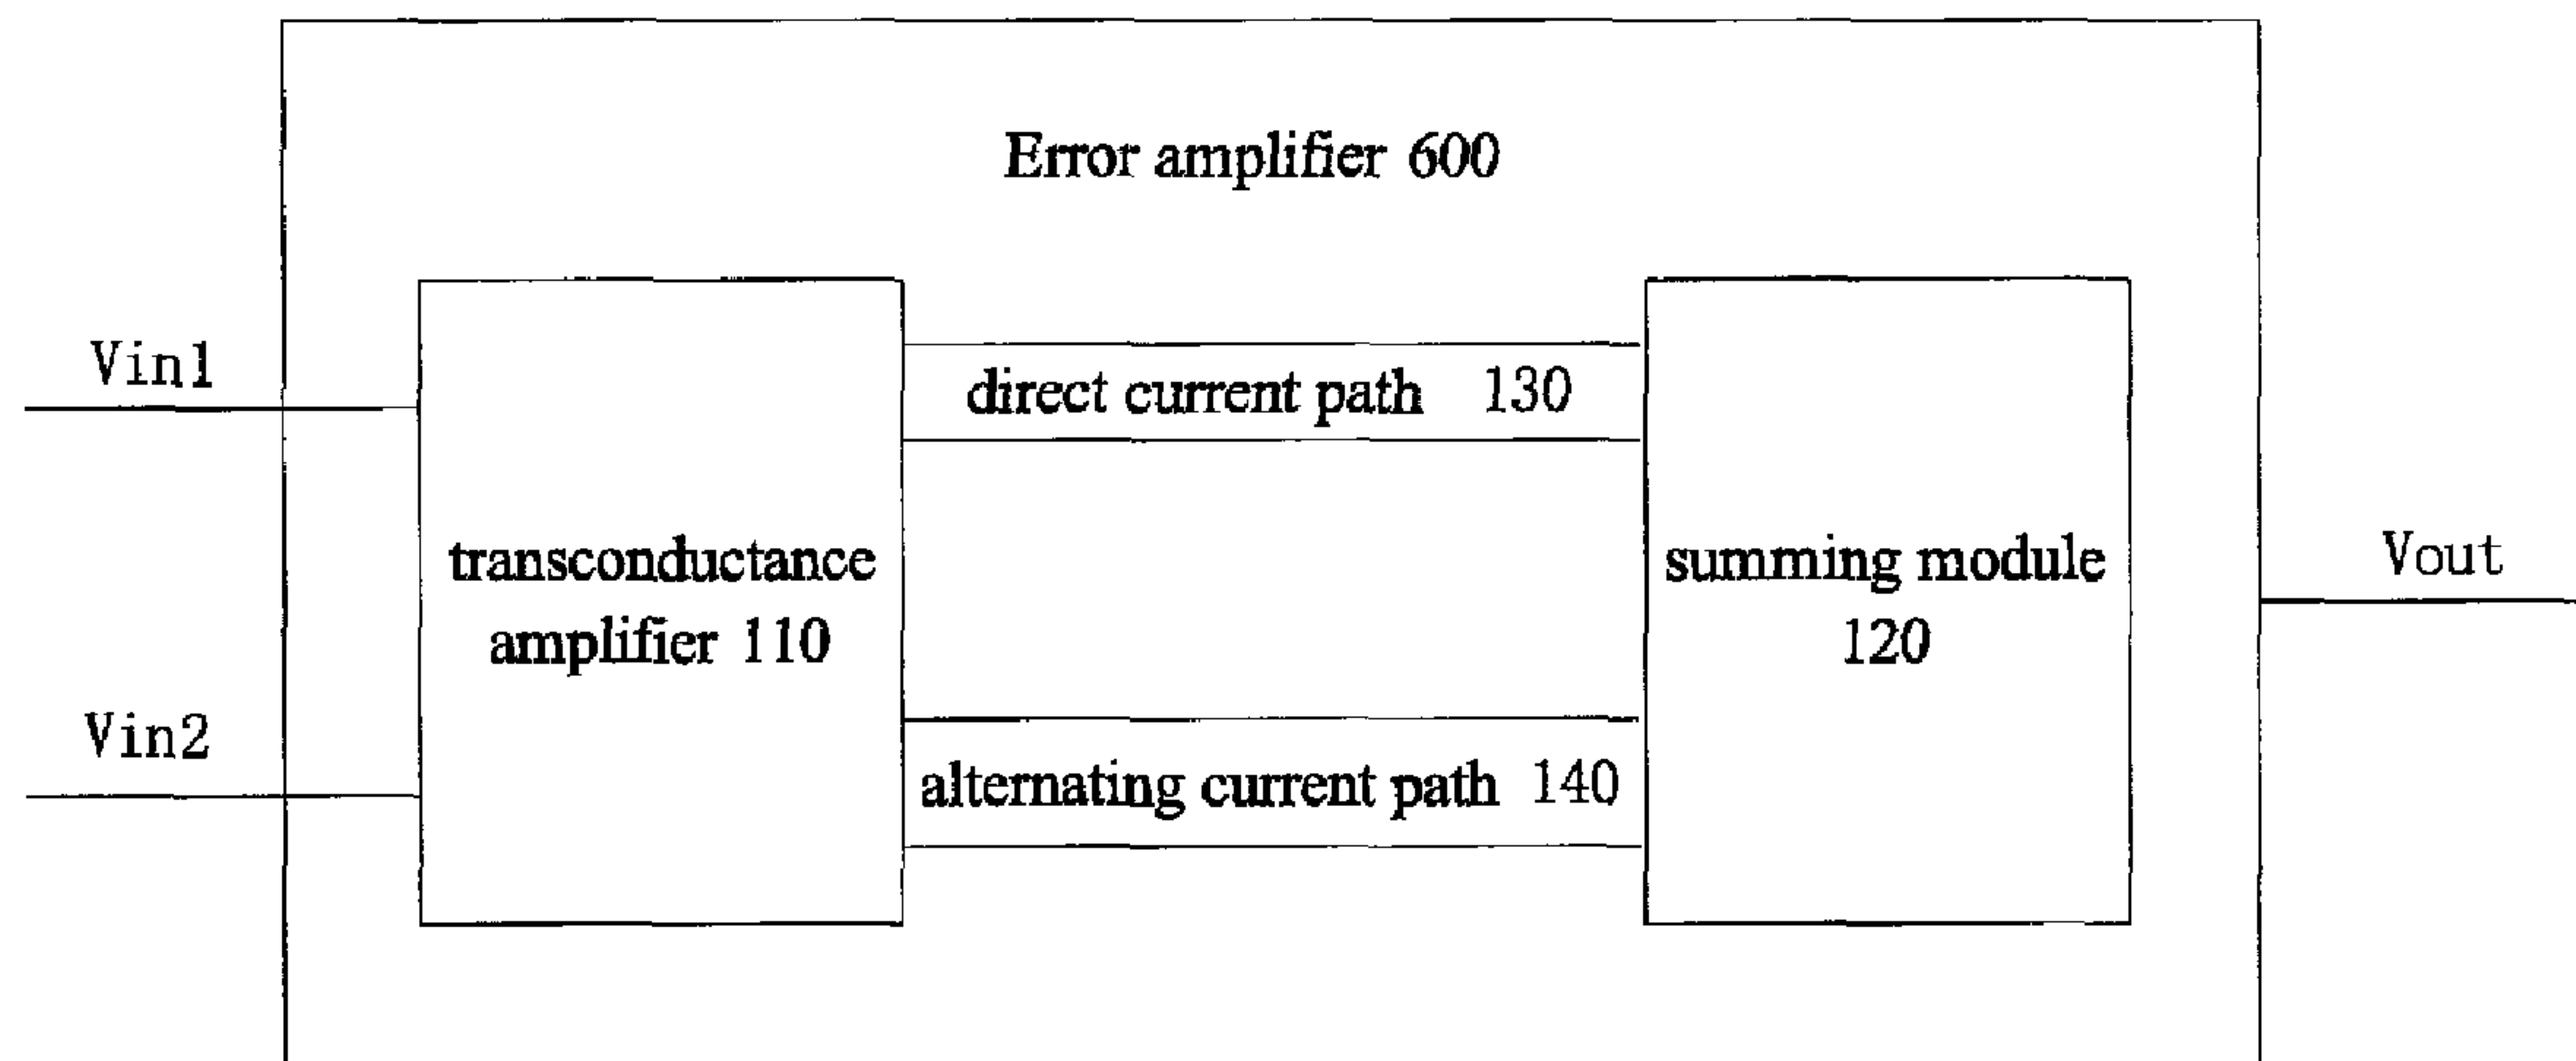 Error amplifier 600
Vin1
direct current path 130
transconductance
amplifier 110
summing module
120
Vout
Vin2
alternating current path 140